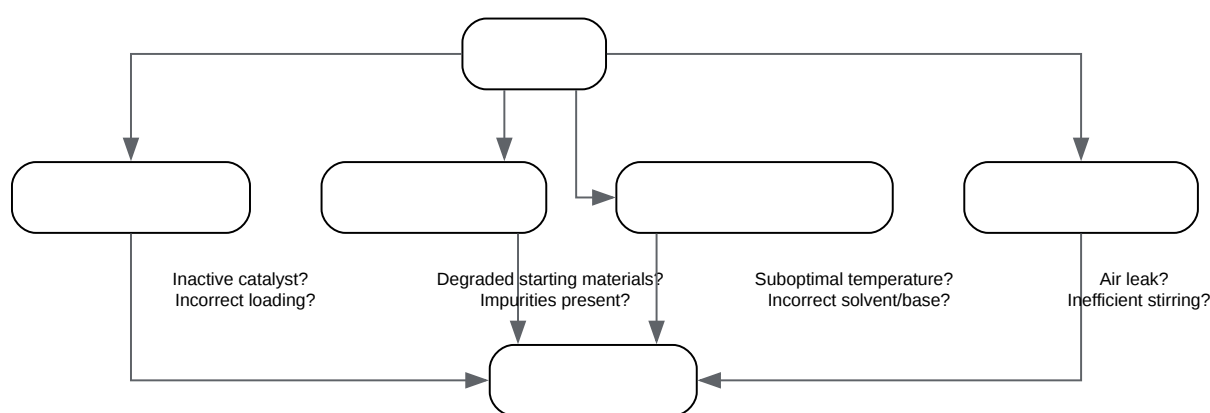 Inactive catalyst?
Incorrect loading?
Degraded starting materials?
Impurities present?
Suboptimal temperature?
Incorrect solvent/base?
Air leak?
Inefficient stirring?